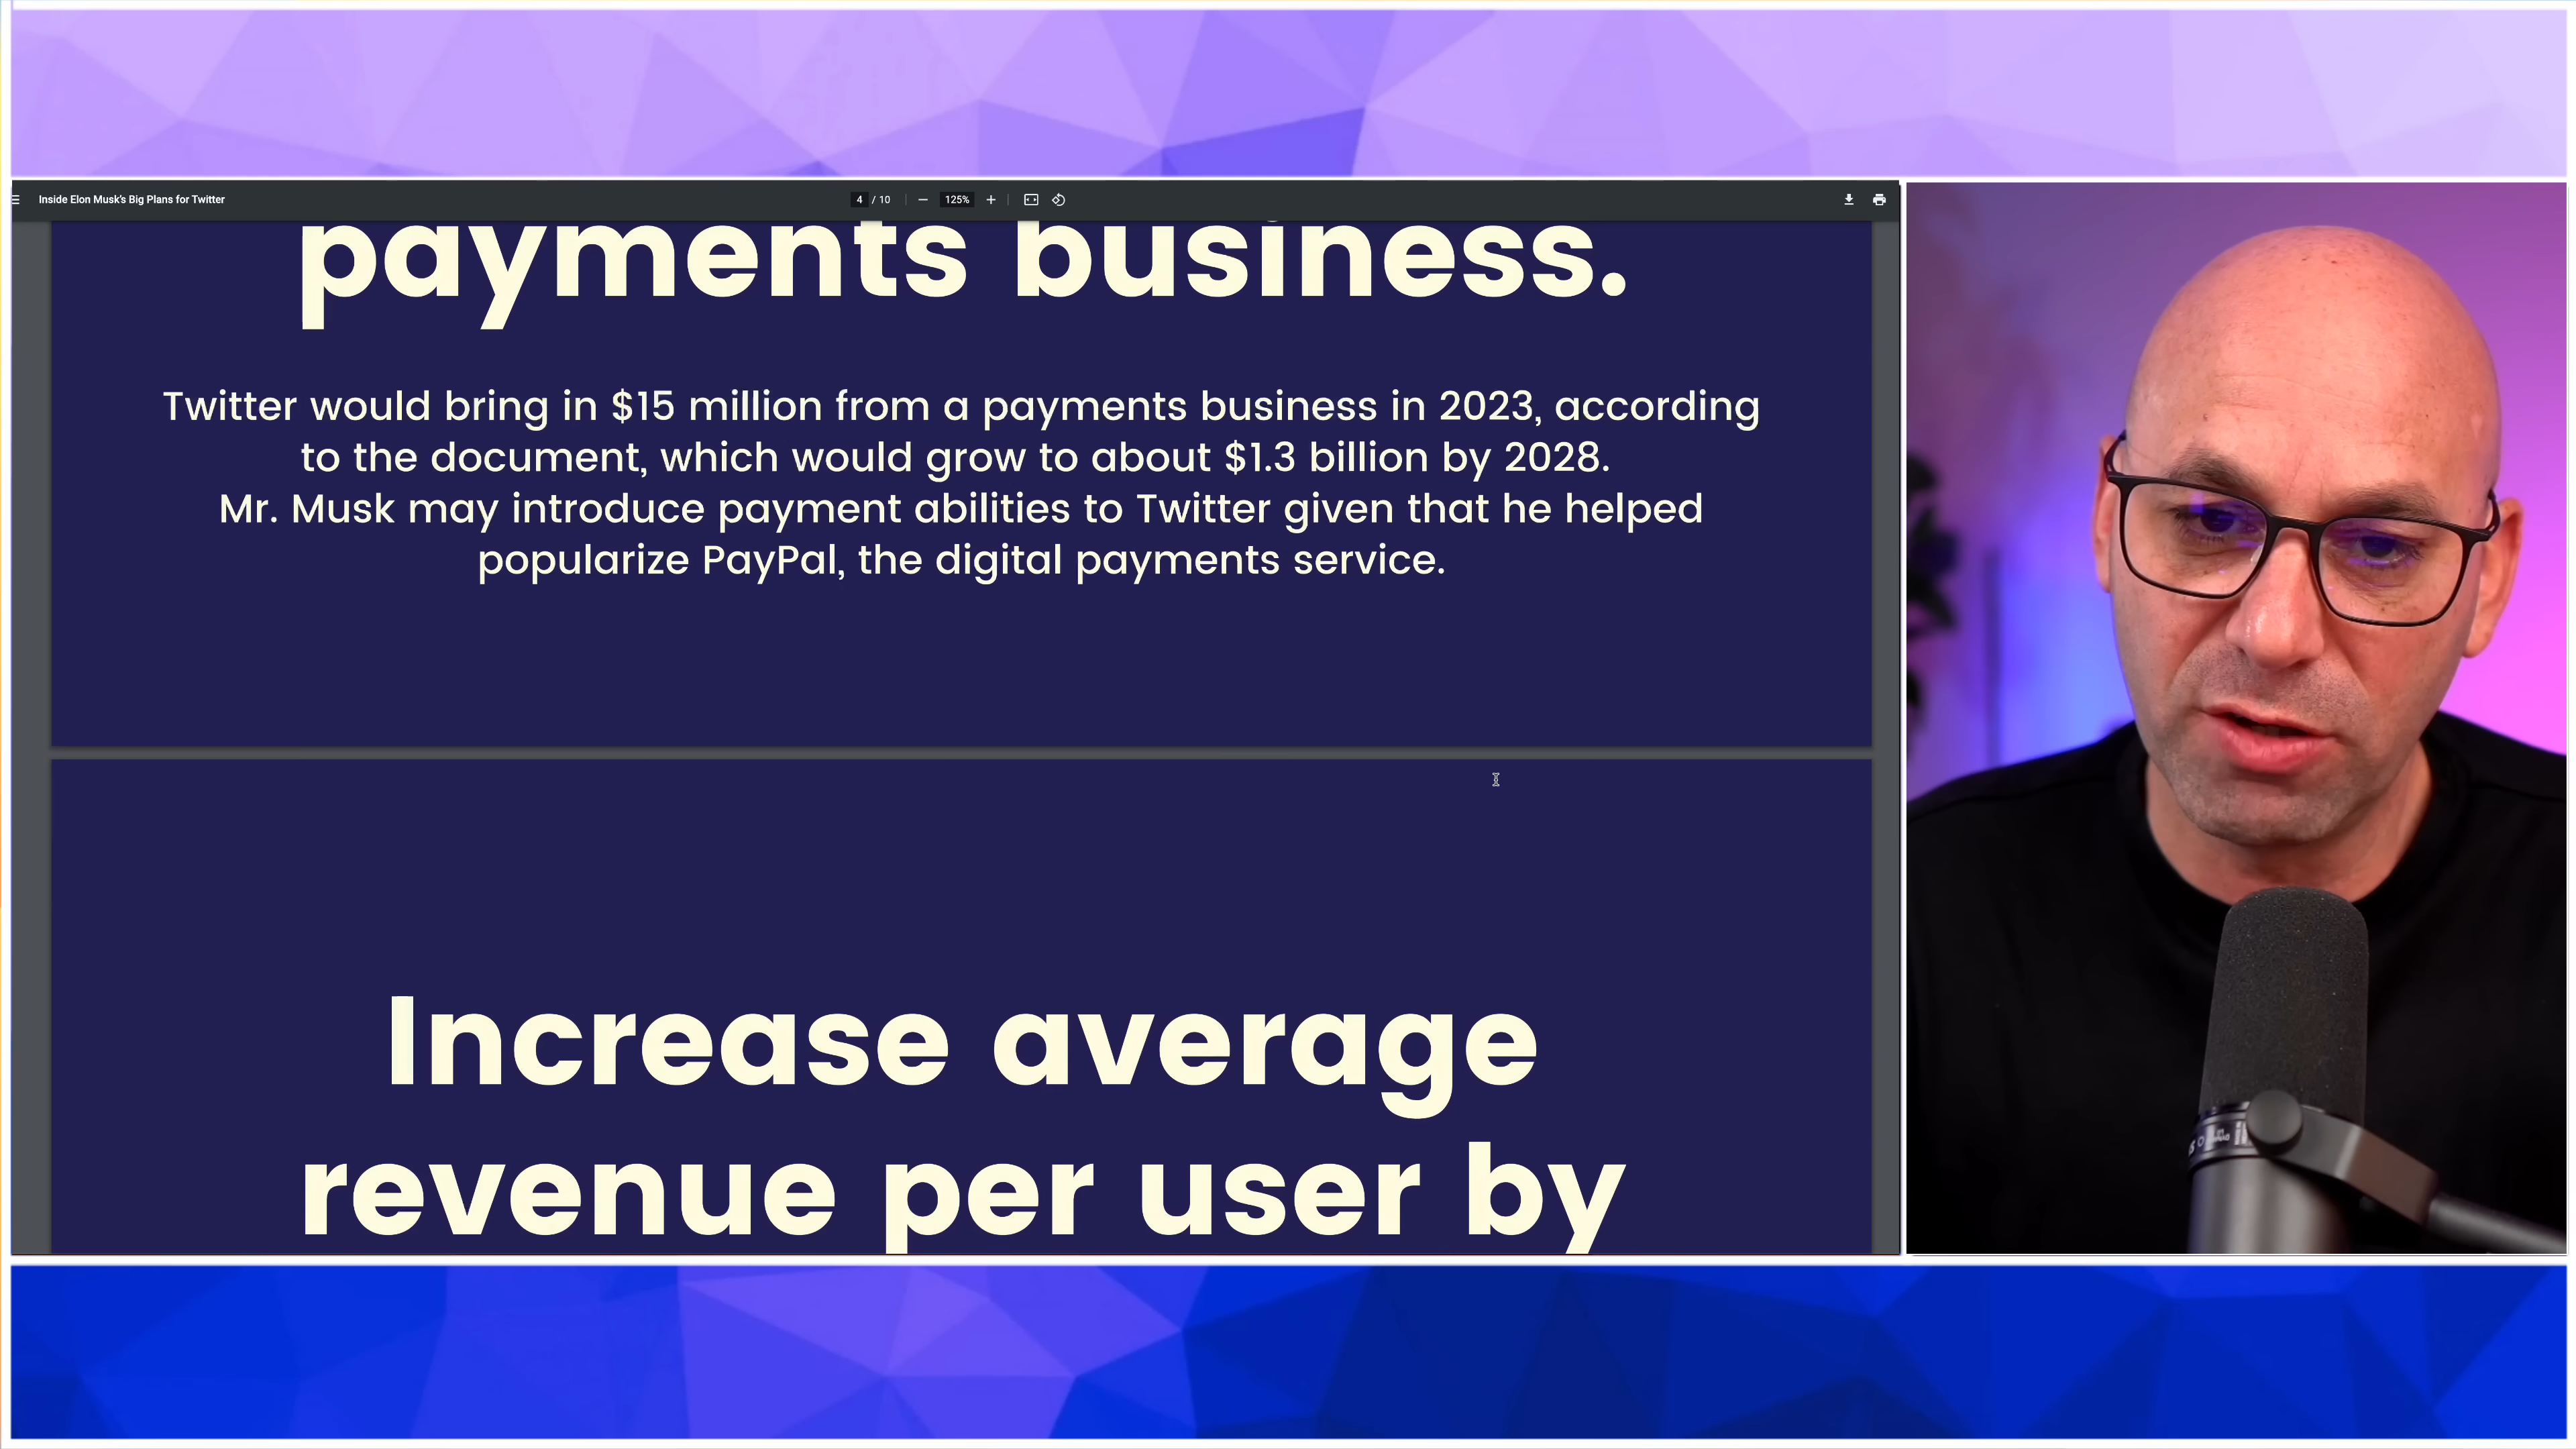 Inside Elon Musk's Big Plans for Twitter
4 / 10
125%
payments business.
Twitter would bring in $15 million from a payments business in 2023, according
to the document, which would grow to about $1.3 billion by 2028.
Mr. Musk may introduce payment abilities to Twitter given that he helped
popularize PayPal, the digital payments service.
Increase average
revenue per user by